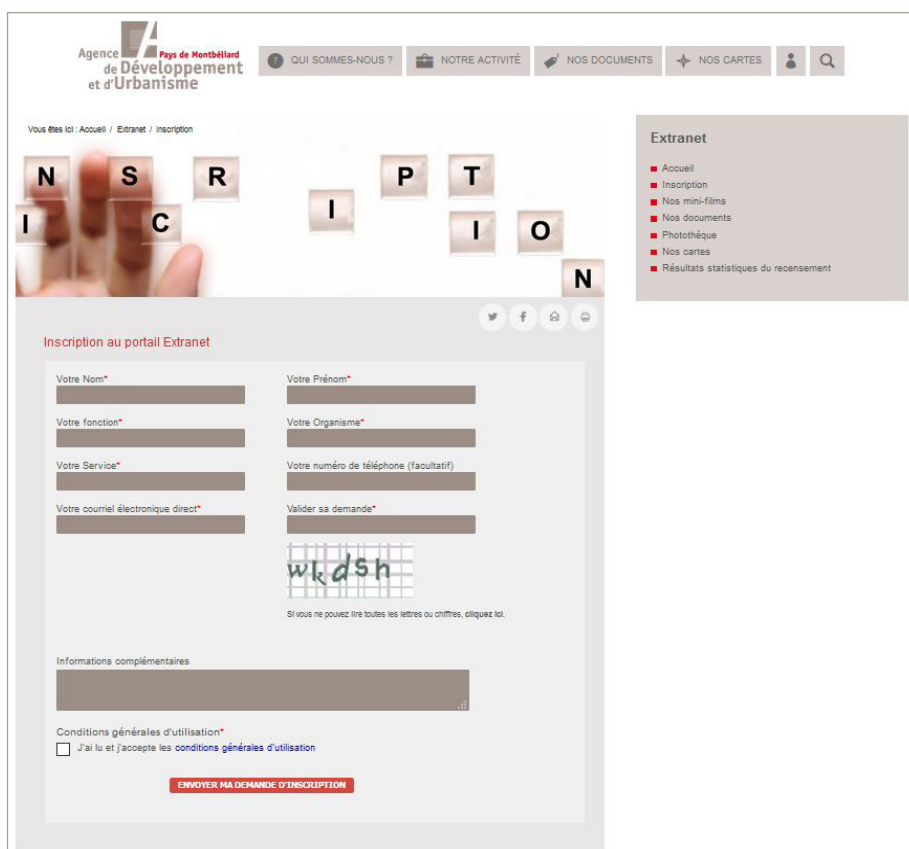 Agence Pays de Montbéliard
de Développement
et d'Urbanisme
? QUI SOMMES-NOUS ?
NOTRE ACTIVITÉ
NOS DOCUMENTS
NOS CARTES
Vous êtes ici : Accueil / Extranet / Inscription
N S R P T
I C I I O
N
Extranet
Accueil
Inscription
Nos mini-films
Nos documents
Photothèque
Nos cartes
Résultats statistiques du recensement
Inscription au portail Extranet
Votre Nom*
Votre Prénom*
Votre fonction*
Votre Organisme*
Votre Service*
Votre numéro de téléphone (facultatif)
Votre courriel électronique direct*
Valider sa demande*
wkdsh
Si vous ne pouvez lire toutes les lettres ou chiffres, cliquez ici.
Informations complémentaires
Conditions générales d'utilisation*
J'ai lu et j'accepte les conditions générales d'utilisation
ENVOYER MA DEMANDE D'INSCRIPTION